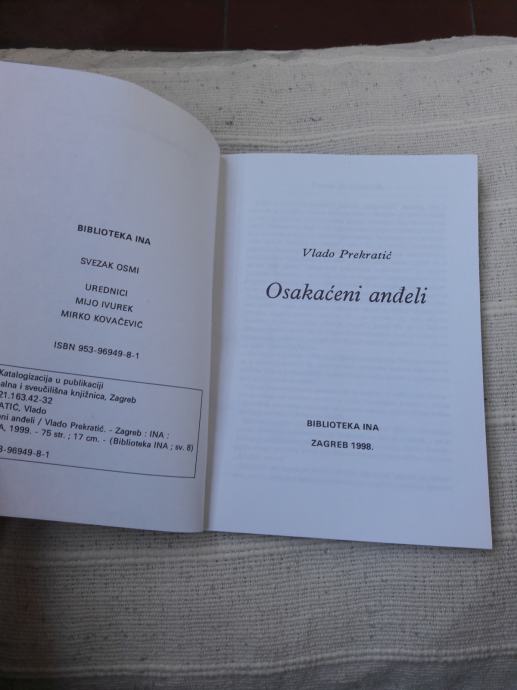 BIBLIOTEKA INA
SVEZAK OSMI
UREDNICI
MIJO IVUREK
MIRKO KOVAČEVIĆ
ISBN 953-96949-8-1
Katalogizacija u publikaciji
alna i sveučilišna knjižnica, Zagreb
21.163.42-32
ATIĆ, Vlado
eni anđeli / Vlado Prekratić. - Zagreb : INA :
A, 1999. - 75 str. ; 17 cm. - (Biblioteka INA ; sv. 8)
3-96949-8-1
Vlado Prekratić
Osakaćeni anđeli
BIBLIOTEKA INA
ZAGREB 1998.